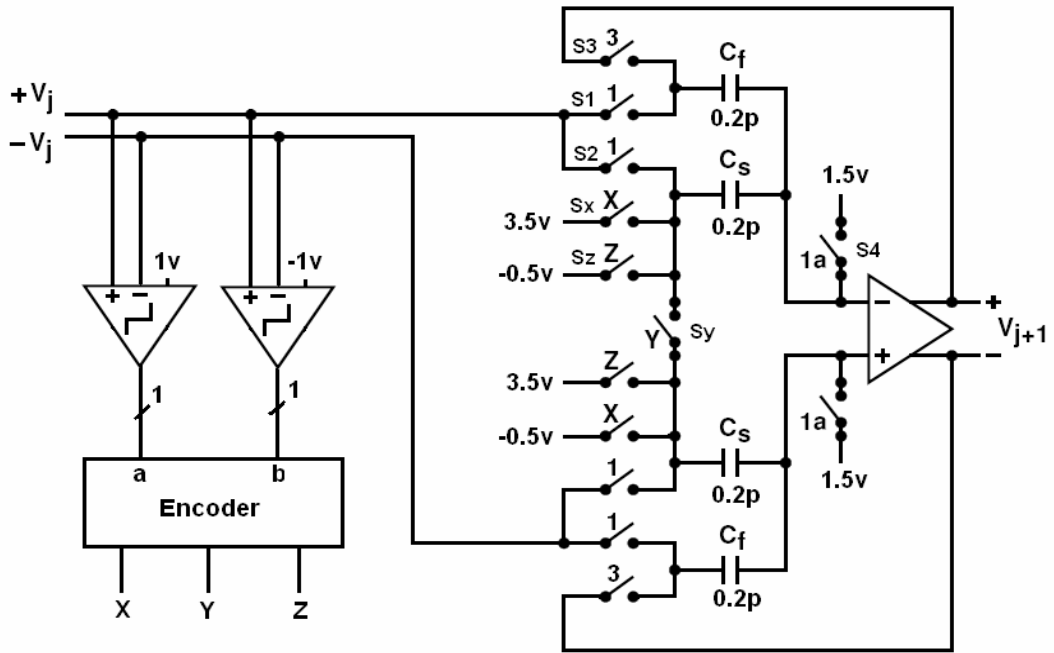 S3 3
Cf
0.2p
+Vj
−Vj
S1 1
S2 1
Cs
0.2p
1.5v
3.5v Sx X
-0.5v Sz Z
1a S4
1v
-1v
+ −
+ −
Y Sy
− +
+ −
Vj+1
3.5v Z
-0.5v X
1a
1.5v
1
1
Cs
0.2p
1
a b
Encoder
1
Cf
0.2p
3
X Y Z